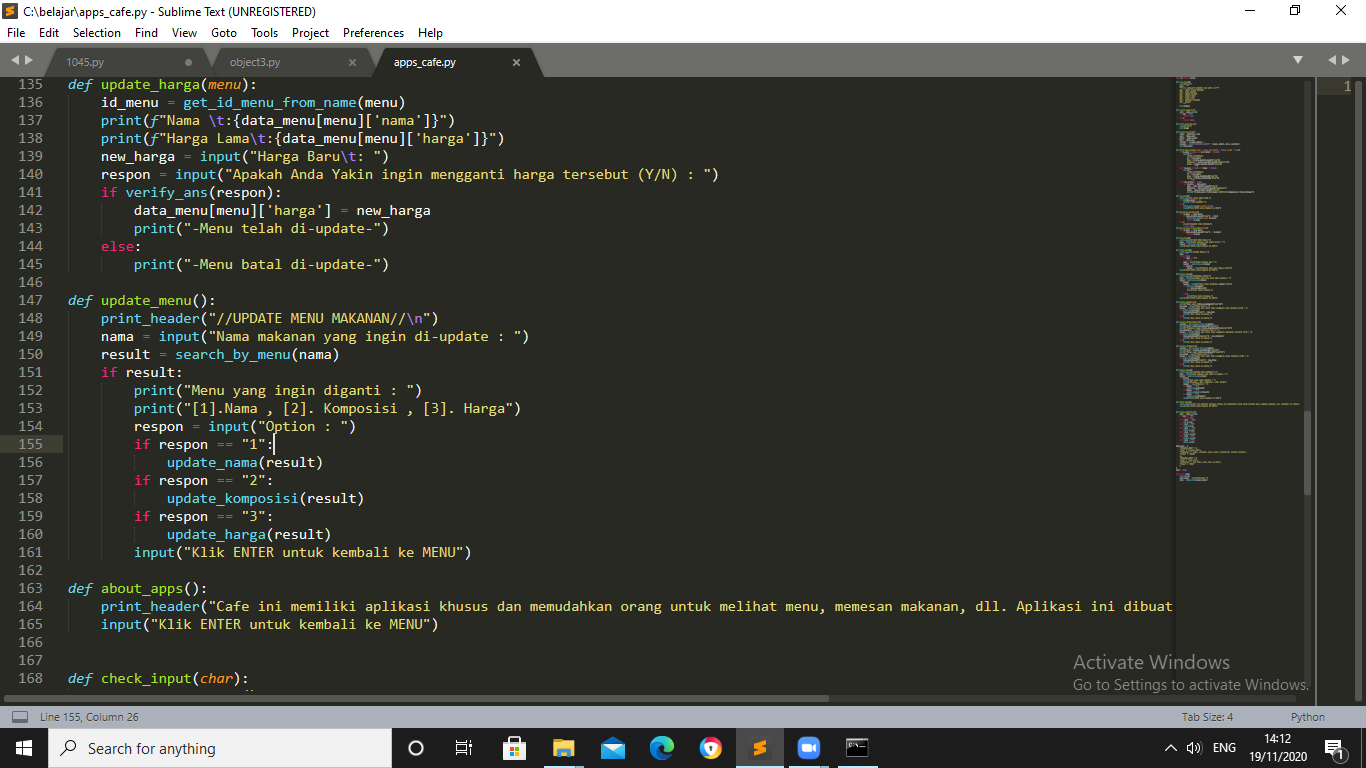 C:\belajar\apps_cafe.py - Sublime Text (UNREGISTERED)
File Edit Selection Find View Goto Tools Project Preferences Help
1045.py object3.py apps_cafe.py
135 def update_harga(menu):
136     id_menu = get_id_menu_from_name(menu)
137     print(f"Nama \t:{data_menu[menu]['nama']}")
138     print(f"Harga Lama\t:{data_menu[menu]['harga']}")
139     new_harga = input("Harga Baru\t: ")
140     respon = input("Apakah Anda Yakin ingin mengganti harga tersebut (Y/N) : ")
141     if verify_ans(respon):
142         data_menu[menu]['harga'] = new_harga
143         print("-Menu telah di-update-")
144     else:
145         print("-Menu batal di-update-")
146
147 def update_menu():
148     print_header("//UPDATE MENU MAKANAN//\n")
149     nama = input("Nama makanan yang ingin di-update : ")
150     result = search_by_menu(nama)
151     if result:
152         print("Menu yang ingin diganti : ")
153         print("[1].Nama , [2]. Komposisi , [3]. Harga")
154         respon = input("Option : ")
155         if respon == "1":
156             update_nama(result)
157         if respon == "2":
158             update_komposisi(result)
159         if respon == "3":
160             update_harga(result)
161         input("Klik ENTER untuk kembali ke MENU")
162
163 def about_apps():
164     print_header("Cafe ini memiliki aplikasi khusus dan memudahkan orang untuk melihat menu, memesan makanan, dll. Aplikasi ini dibuat
165     input("Klik ENTER untuk kembali ke MENU")
166
167
168 def check_input(char):
1
Activate Windows
Go to Settings to activate Windows.
Line 155, Column 26 Tab Size: 4 Python
Search for anything
ENG
14:12
19/11/2020
1